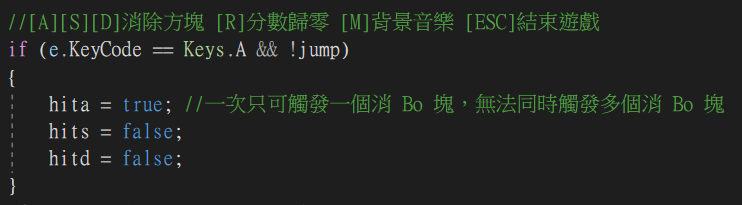 //[A][S][D]消除方塊 [R]分數歸零 [M]背景音樂 [ESC]結束遊戲
if (e.KeyCode == Keys.A && !jump)
{
hita = true; //一次只可觸發一個消 Bo 塊，無法同時觸發多個消 Bo 塊
hits = false;
hitd = false;
}